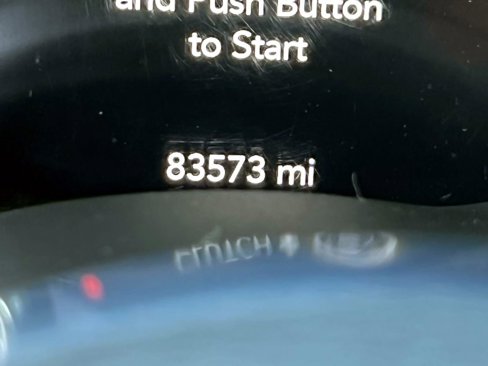 and Push Button
to Start
83573 mi